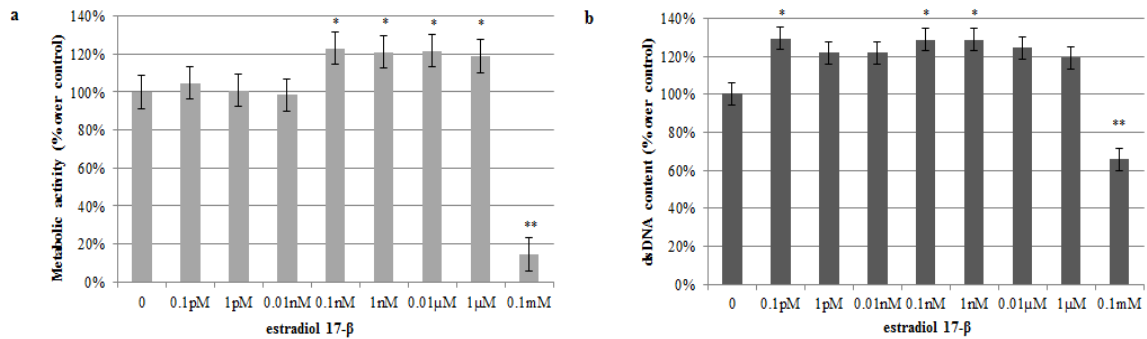 a
Metabolic activity (% over control)
140%
120%
100%
80%
60%
40%
20%
0%
* * * *
**
0 0.1pM 1pM 0.01nM 0.1nM 1nM 0.01µM 1µM 0.1mM
estradiol 17-β
b
dsDNA content (% over control)
140%
120%
100%
80%
60%
40%
20%
0%
* * *
**
0 0.1pM 1pM 0.01nM 0.1nM 1nM 0.01µM 1µM 0.1mM
estradiol 17-β